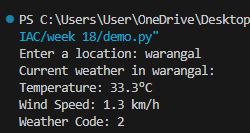 PS C:\Users\User\OneDrive\Desktop
IAC/week 18/demo.py"
Enter a location: warangal
Current weather in warangal:
Temperature: 33.3°C
Wind Speed: 1.3 km/h
Weather Code: 2